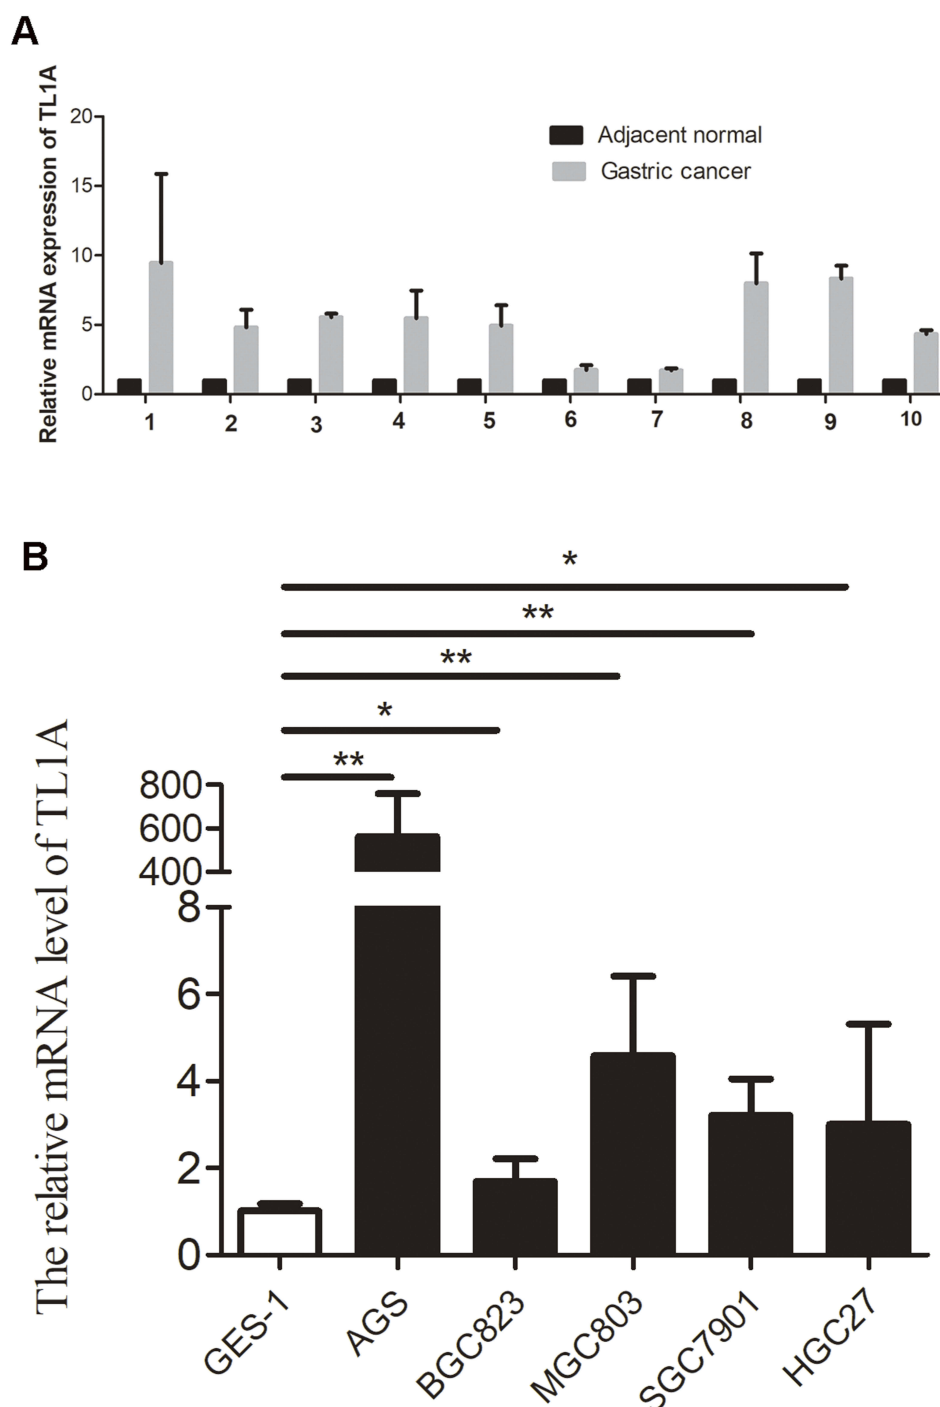 A
Relative mRNA expression of TL1A
20
15
10
5
0
Adjacent normal
Gastric cancer
1 2 3 4 5 6 7 8 9 10
B
*
**
**
*
**
The relative mRNA level of TL1A
800
600
400
8
6
4
2
0
GES-1
AGS
BGC823
MGC803
SGC7901
HGC27